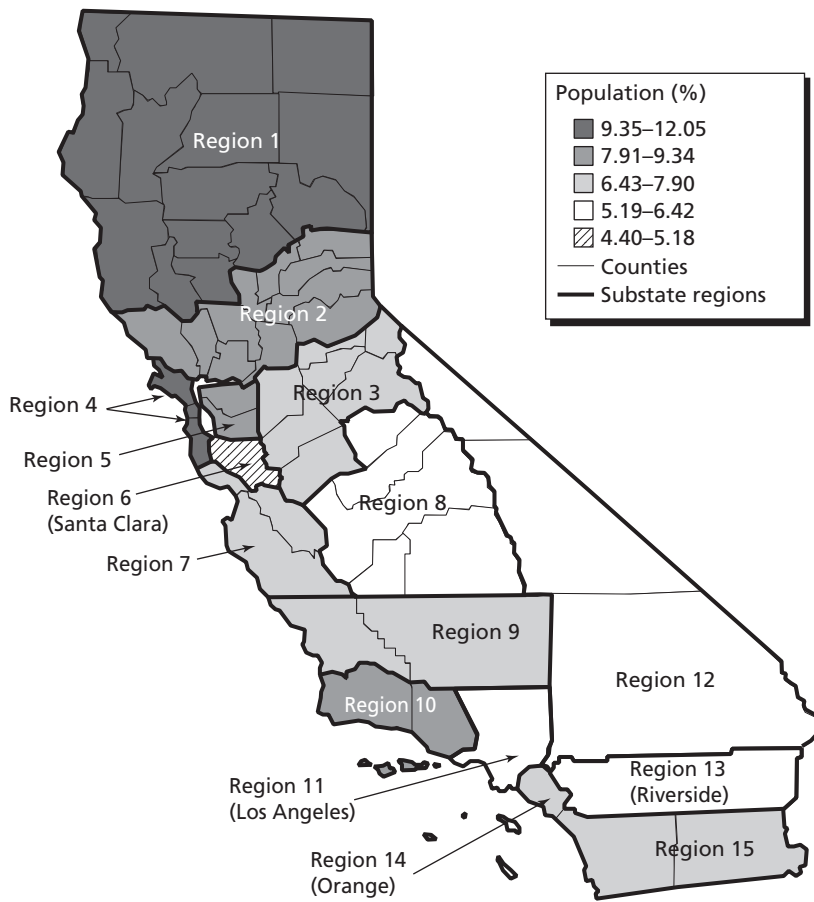 Population (%)
9.35–12.05
7.91–9.34
6.43–7.90
5.19–6.42
4.40–5.18
Counties
Substate regions
Region 1
Region 2
Region 3
Region 4
Region 5
Region 6
(Santa Clara)
Region 7
Region 8
Region 9
Region 10
Region 11
(Los Angeles)
Region 12
Region 13
(Riverside)
Region 14
(Orange)
Region 15